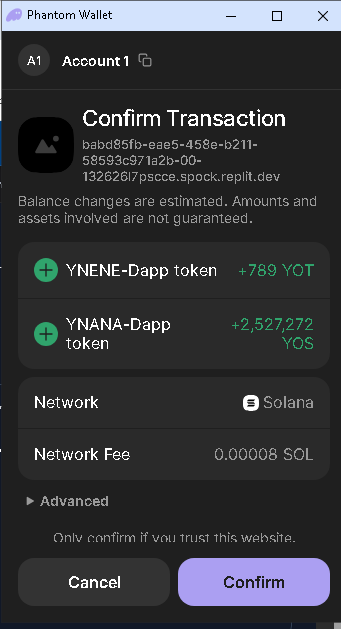 Phantom Wallet
A1 Account 1
Confirm Transaction
babd85fb-eae5-458e-b211-
58593c971a2b-00-
132626l7pscce.spock.replit.dev
Balance changes are estimated. Amounts and
assets involved are not guaranteed.
YNENE-Dapp token +789 YOT
YNANA-Dapp +2,527,272
token YOS
Network Solana
Network Fee 0.00008 SOL
Advanced
Only confirm if you trust this website.
Cancel Confirm